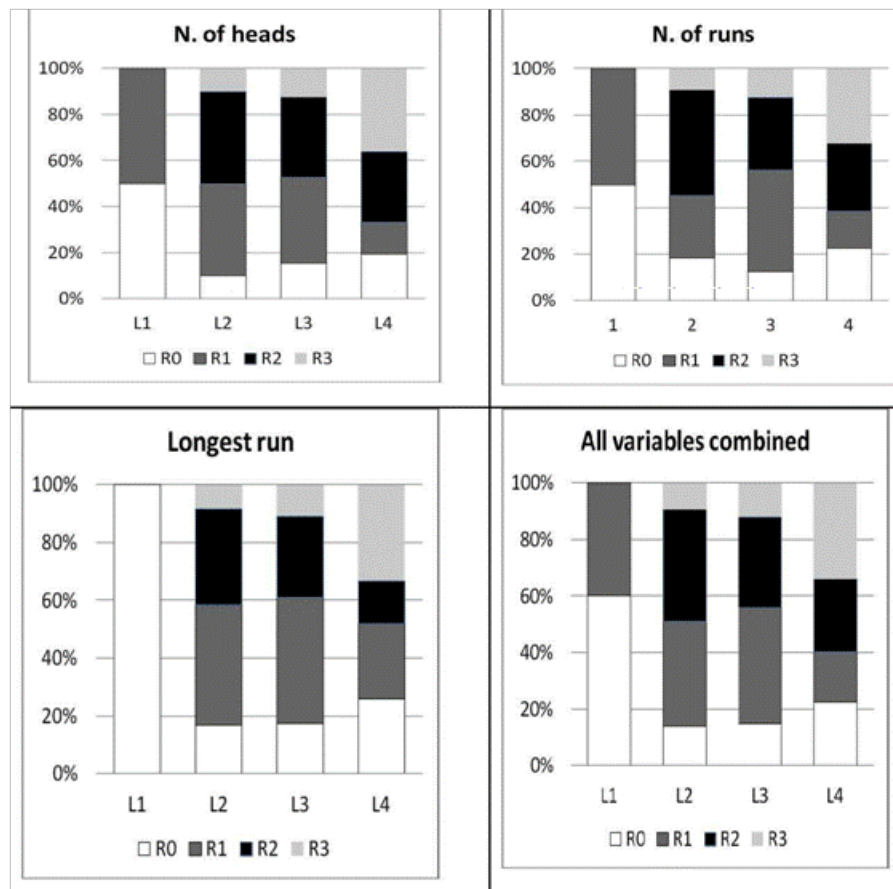 N. of heads
100%
80%
60%
40%
20%
0%
L1 L2 L3 L4
R0 R1 R2 R3
N. of runs
100%
80%
60%
40%
20%
0%
1 2 3 4
R0 R1 R2 R3
Longest run
100%
80%
60%
40%
20%
0%
L1 L2 L3 L4
R0 R1 R2 R3
All variables combined
100%
80%
60%
40%
20%
0%
L1 L2 L3 L4
R0 R1 R2 R3